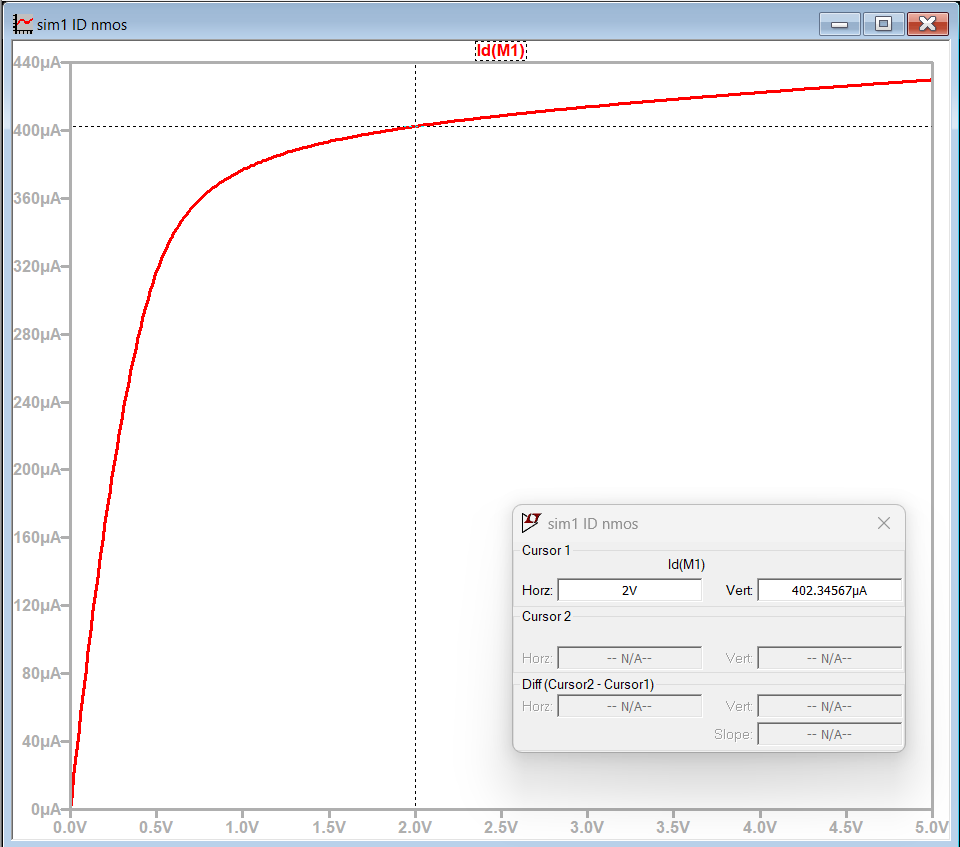 sim1 ID nmos
Id(M1)
440µA
400µA
360µA
320µA
280µA
240µA
200µA
160µA
120µA
80µA
40µA
0µA
0.0V 0.5V 1.0V 1.5V 2.0V 2.5V 3.0V 3.5V 4.0V 4.5V 5.0V
sim1 ID nmos
Cursor 1
Id(M1)
Horz: 2V Vert: 402.34567µA
Cursor 2
Horz: -- N/A-- Vert: -- N/A--
Diff (Cursor2 - Cursor1)
Horz: -- N/A-- Vert: -- N/A--
Slope: -- N/A--